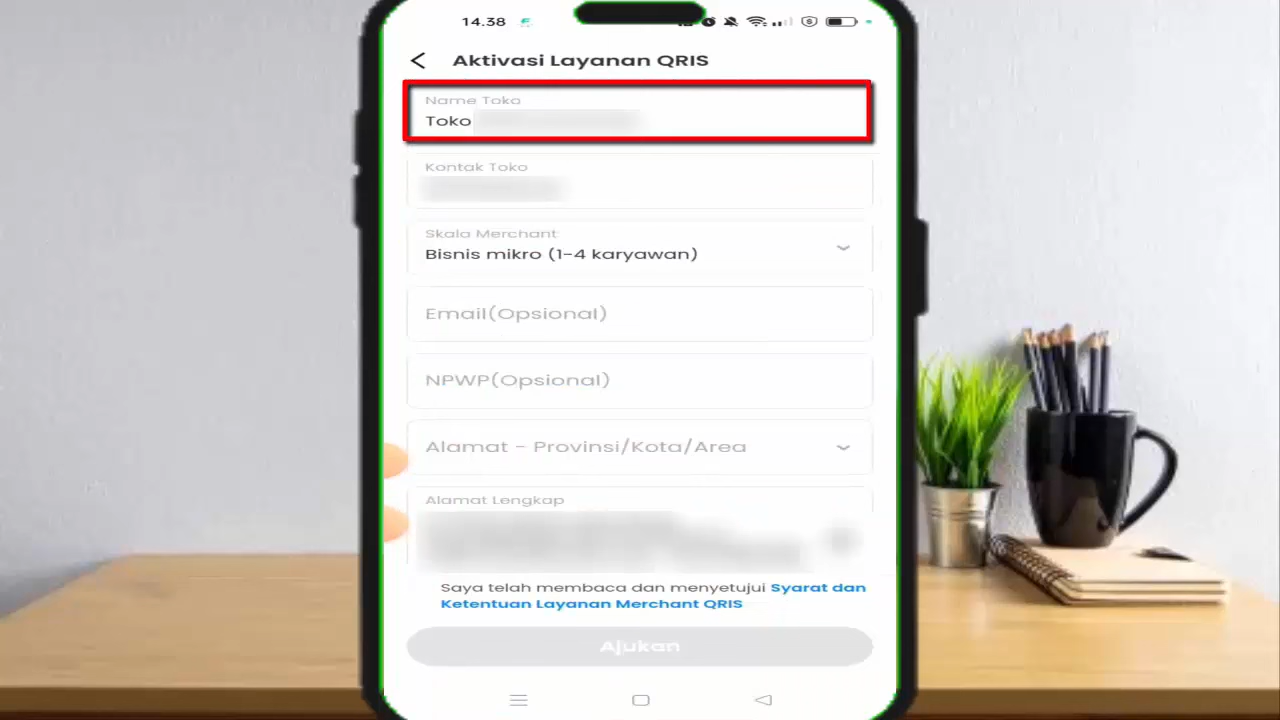 14.38
Aktivasi Layanan QRIS
Name Toko
Toko
Kontak Toko
Skala Merchant
Bisnis mikro (1-4 karyawan)
Email(Opsional)
NPWP(Opsional)
Alamat - Provinsi/Kota/Area
Alamat Lengkap
Saya telah membaca dan menyetujui Syarat dan
Ketentuan Layanan Merchant QRIS
Ajukan